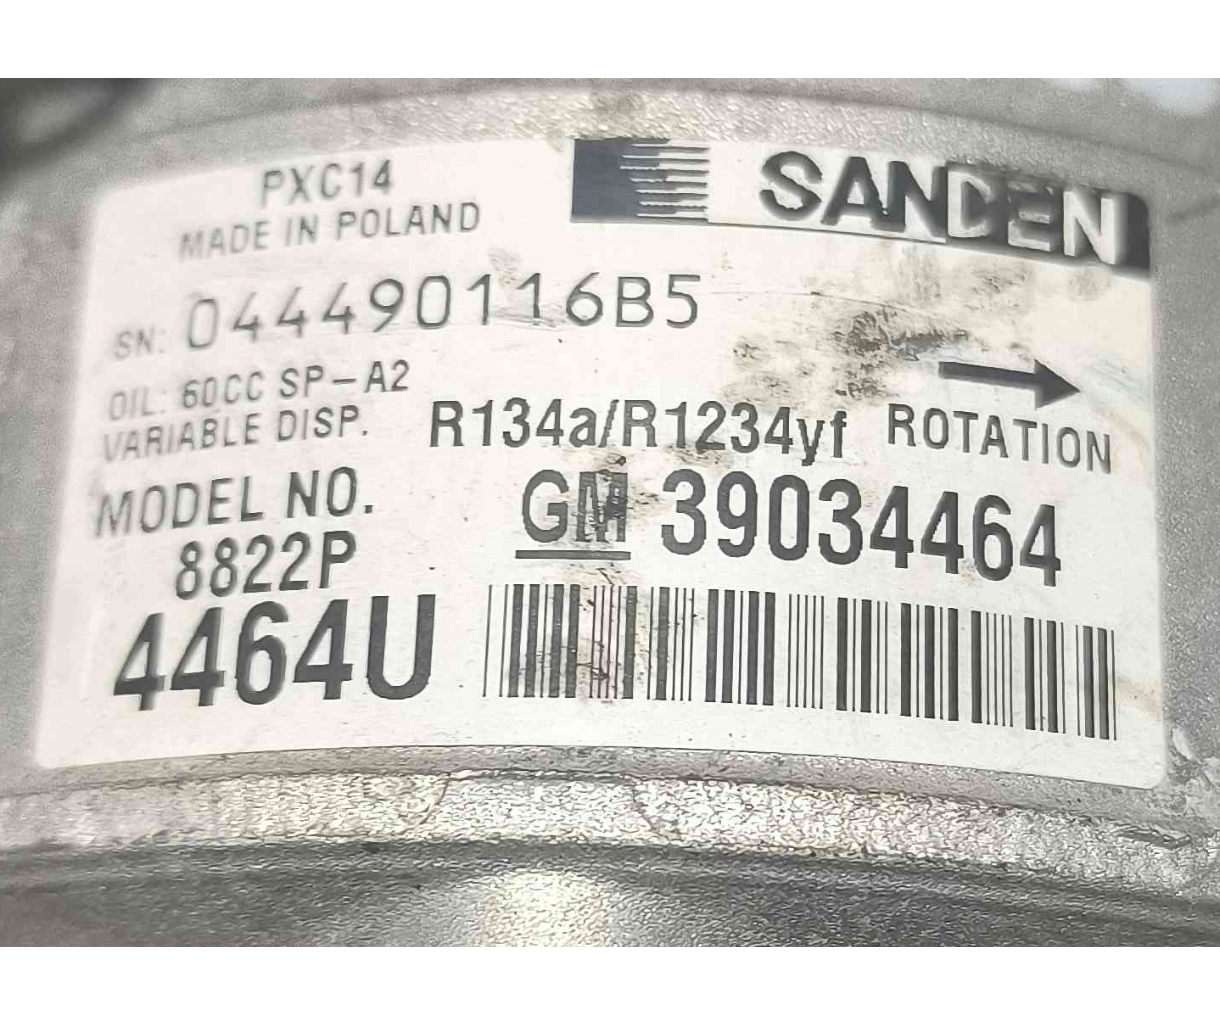 PXC14
MADE IN POLAND
SANDEN
SN: 044490116B5
OIL: 60CC SP-A2
VARIABLE DISP.
R134a/R1234yf ROTATION
MODEL NO.
8822P
GM 39034464
4464U